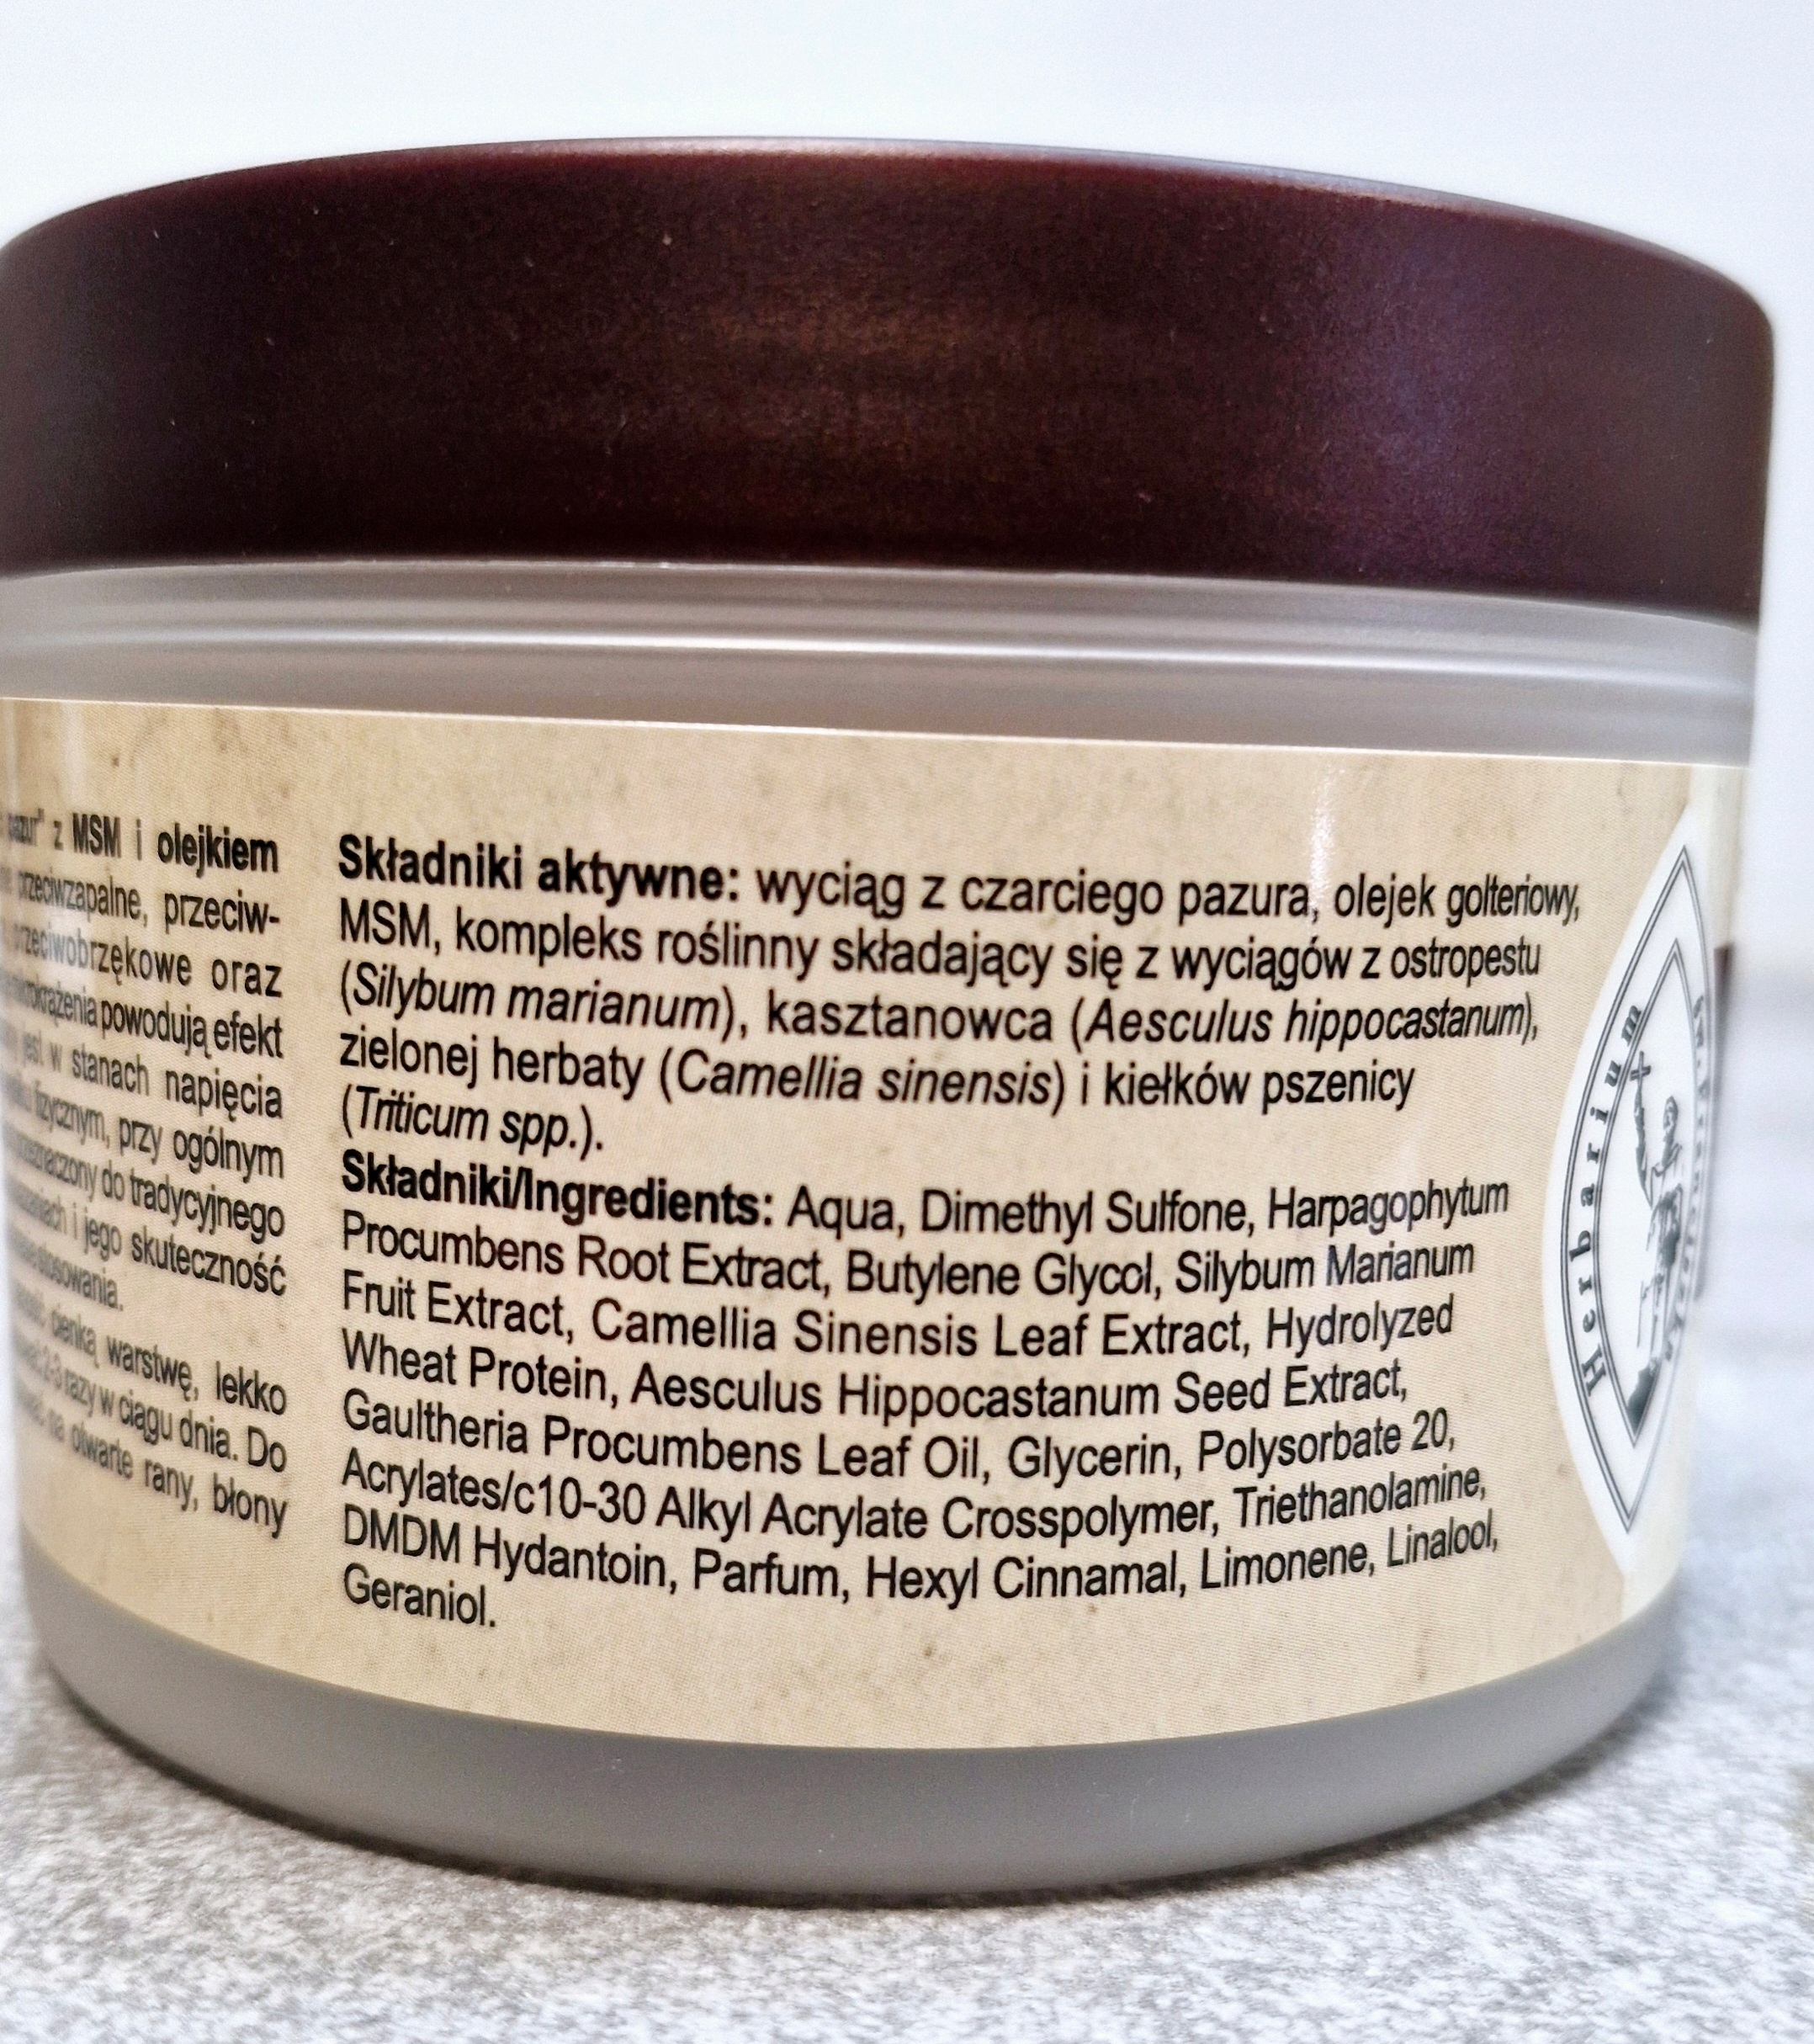 pazur" z MSM i olejkiem
przeciwzapalne, przeciw-
przeciwobrzękowe oraz
mikrokrążenia powodują efekt
jest w stanach napięcia
fizycznym, przy ogólnym
przeznaczony do tradycyjnego
i jego skuteczność
stosowania.
cienką warstwę, lekko
2-3 razy w ciągu dnia. Do
na otwarte rany, błony
Składniki aktywne: wyciąg z czarciego pazura, olejek golteriowy,
MSM, kompleks roślinny składający się z wyciągów z ostropestu
(Silybum marianum), kasztanowca (Aesculus hippocastanum),
zielonej herbaty (Camellia sinensis) i kiełków pszenicy
(Triticum spp.).
Składniki/Ingredients: Aqua, Dimethyl Sulfone, Harpagophytum
Procumbens Root Extract, Butylene Glycol, Silybum Marianum
Fruit Extract, Camellia Sinensis Leaf Extract, Hydrolyzed
Wheat Protein, Aesculus Hippocastanum Seed Extract,
Gaultheria Procumbens Leaf Oil, Glycerin, Polysorbate 20,
Acrylates/c10-30 Alkyl Acrylate Crosspolymer, Triethanolamine,
DMDM Hydantoin, Parfum, Hexyl Cinnamal, Limonene, Linalool,
Geraniol.
Herbarium